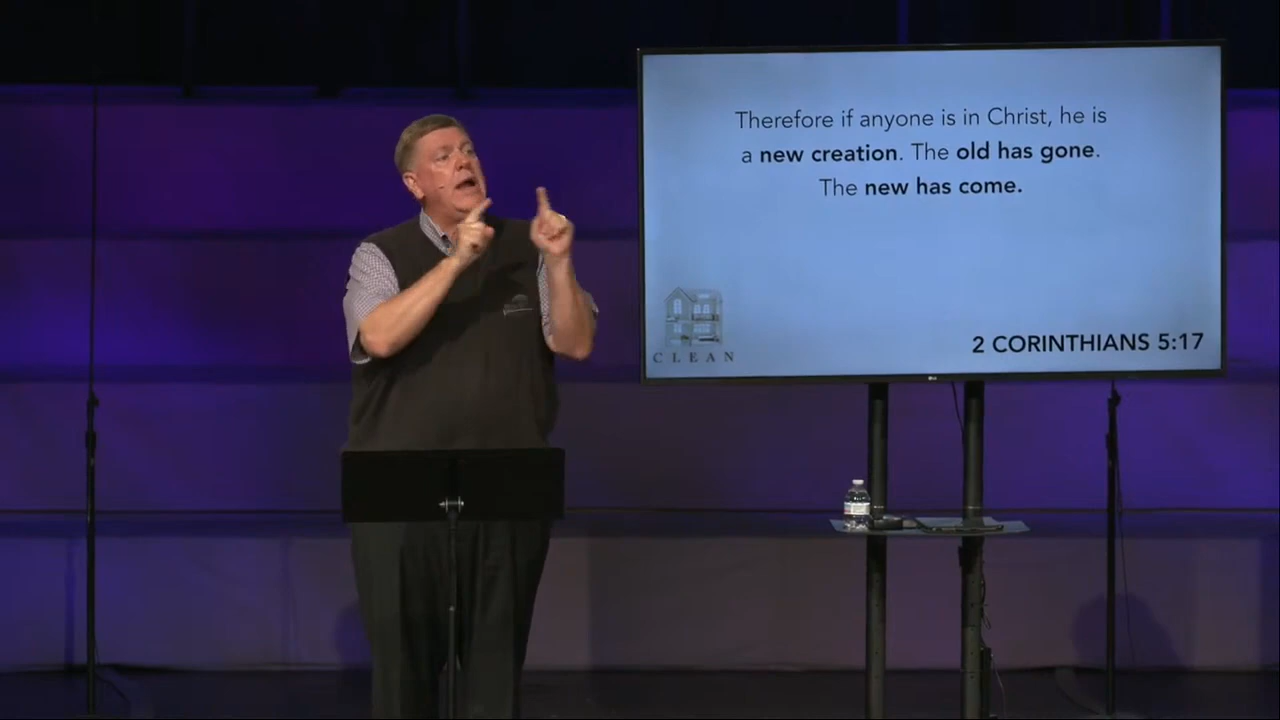 Therefore if anyone is in Christ, he is
a new creation. The old has gone.
The new has come.
CLEAN
2 CORINTHIANS 5:17